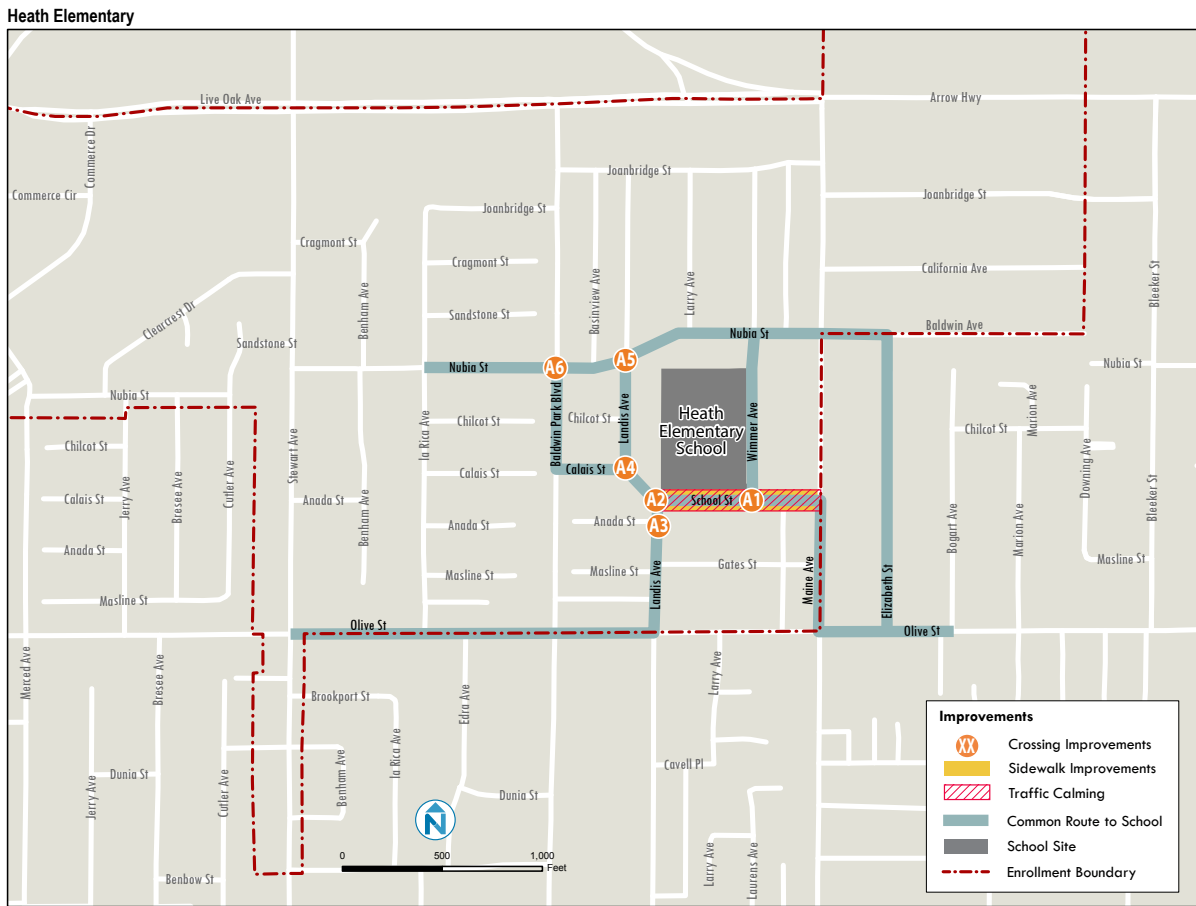 Heath Elementary
Live Oak Ave
Arrow Hwy
Commerce Dr
Commerce Cir
Joanbridge St
Joanbridge St
Joanbridge St
Cragmont St
Cragmont St
California Ave
Bleeker St
Benham Ave
Basinview Ave
Larry Ave
Clearcrest Dr
Sandstone St
Sandstone St
Baldwin Ave
Nubia St
Nubia St
Nubia St
Nubia St
A6
A5
Baldwin Park Blvd
Landis Ave
Wimmer Ave
Heath
Elementary
School
Chilcot St
Chilcot St
Chilcot St
Chilcot St
Marion Ave
Stewart Ave
la Rica Ave
Calais St
Calais St
Calais St
A4
Jerry Ave
Bresee Ave
Cutler Ave
Downing Ave
Bleeker St
Anada St
Benham Ave
A2
School St
A1
A3
Anada St
Anada St
Anada St
Bogart Ave
Marion Ave
Masline St
Masline St
Masline St
Masline St
Gates St
Landis Ave
Maine Ave
Elizabeth St
Olive St
Olive St
Merced Ave
Bresee Ave
Larry Ave
Brookport St
Edra Ave
la Rica Ave
Benham Ave
Dunia St
Jerry Ave
Cutler Ave
Cavell Pl
Dunia St
Benbow St
Larry Ave
Laurens Ave
N
0 500 1,000
Feet
Improvements
XX Crossing Improvements
Sidewalk Improvements
Traffic Calming
Common Route to School
School Site
Enrollment Boundary